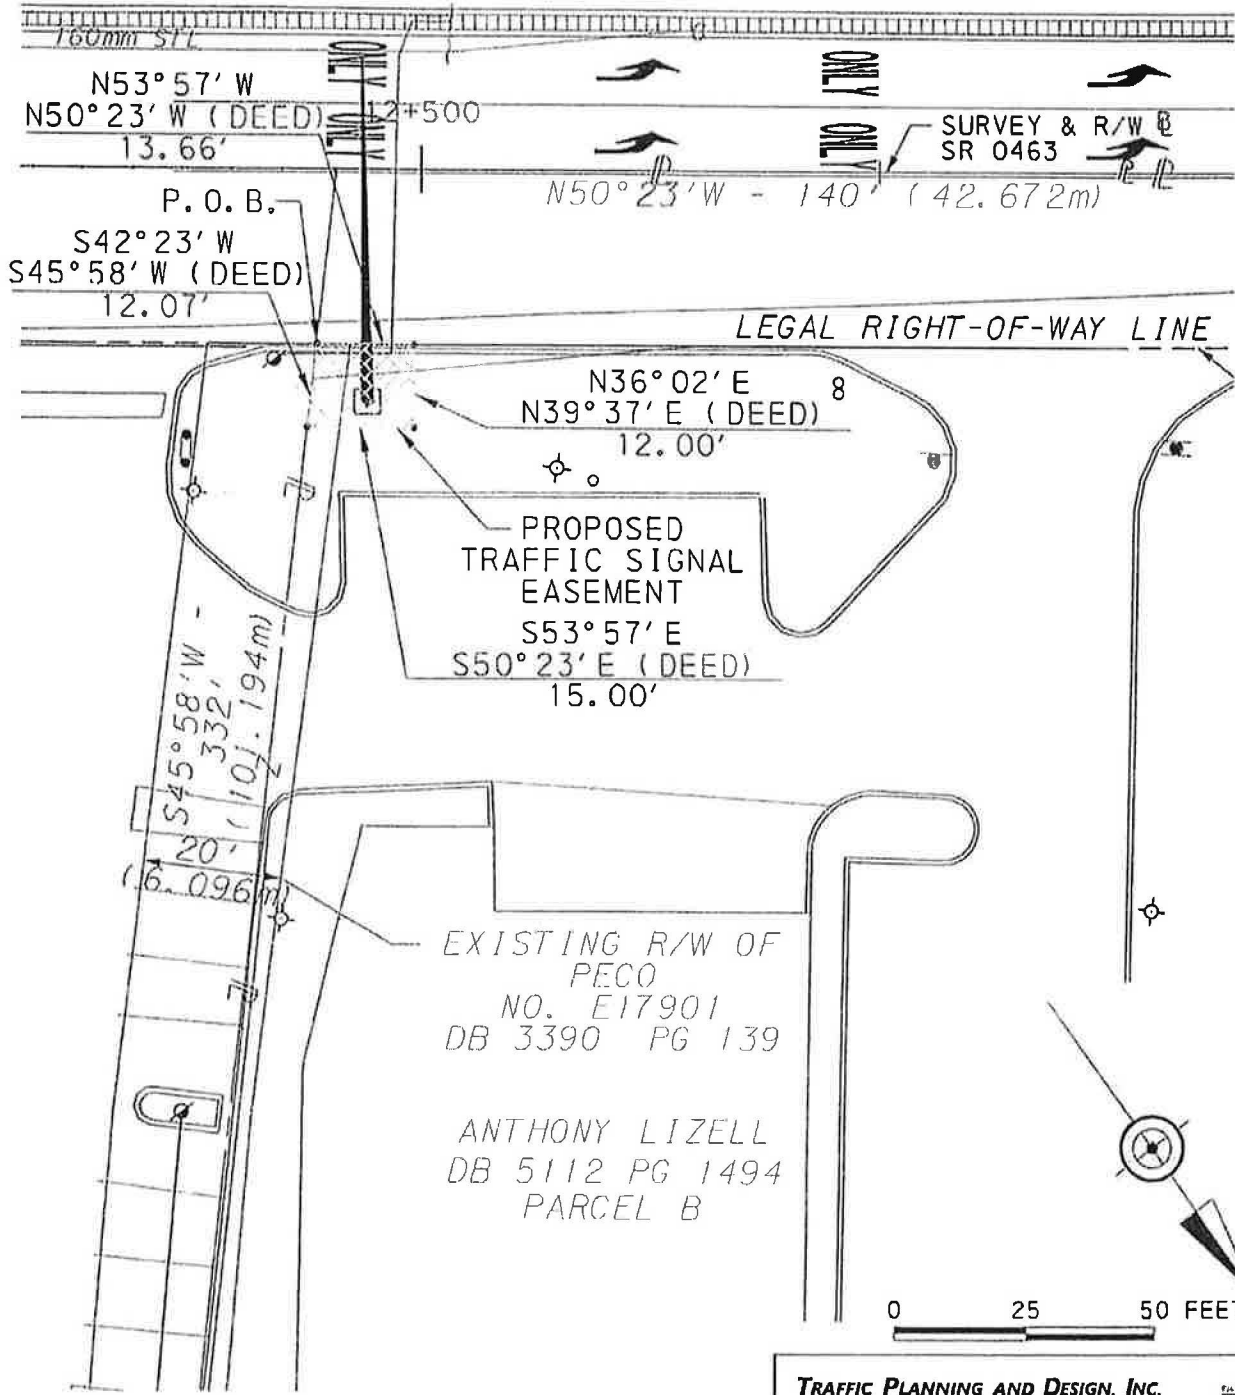 160mm STL
ONLY
ONLY
N53°57'W
N50°23'W (DEED)
13.66'
12+500
ONLY
ONLY
SURVEY & R/W ⅊
SR 0463
N50°23'W - 140' (42.672m)
P.O.B.
S42°23'W
S45°58'W (DEED)
12.07'
LEGAL RIGHT-OF-WAY LINE
N36°02'E
N39°37'E (DEED)
12.00'
8
PROPOSED
TRAFFIC SIGNAL
EASEMENT
S53°57'E
S50°23'E (DEED)
15.00'
S45°58'W -
332'
(101.194m)
20'
(6.096m)
EXISTING R/W OF
PECO
NO. E17901
DB 3390 PG 139
ANTHONY LIZELL
DB 5112 PG 1494
PARCEL B
0 25 50 FEET
TRAFFIC PLANNING AND DESIGN, INC.